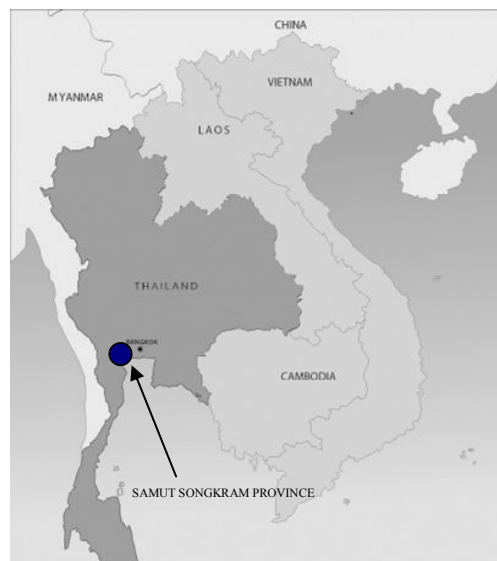 CHINA
VIETNAM
MYANMAR
LAOS
THAILAND
BANGKOK
CAMBODIA
SAMUT SONGKRAM PROVINCE